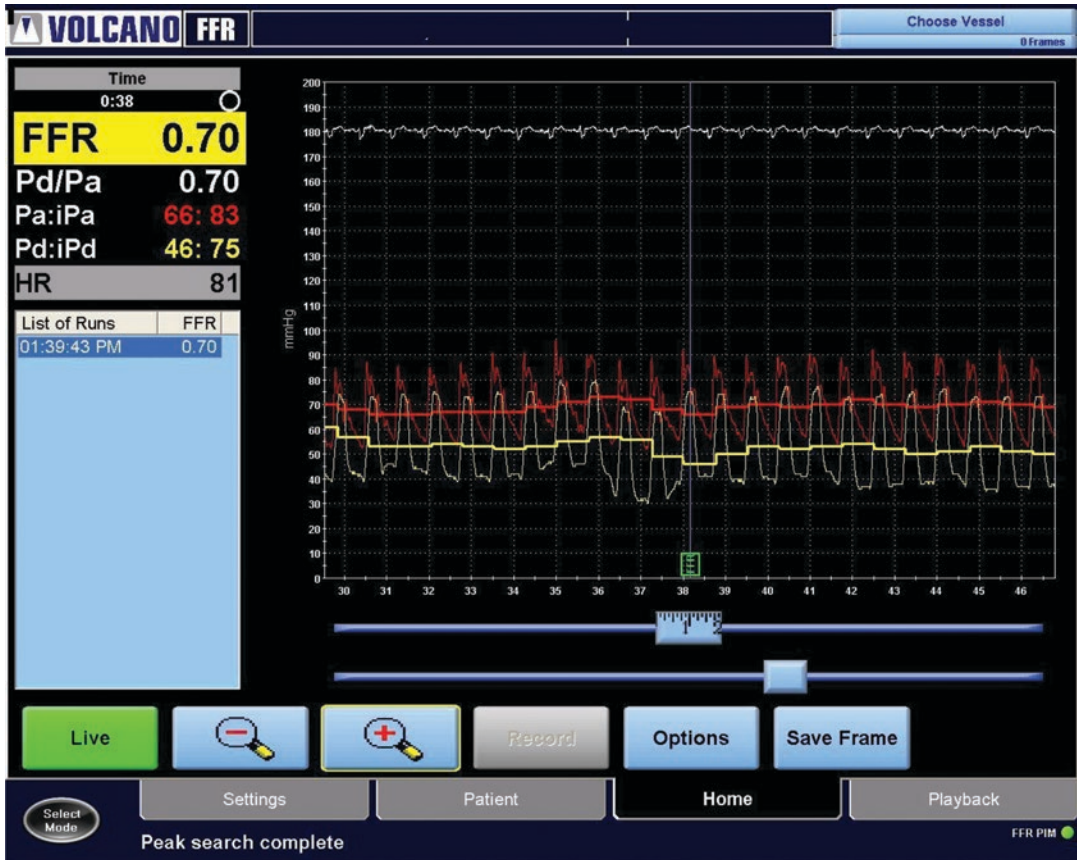 VOLCANO FFR
Choose Vessel
0 Frames
Time
0:38
FFR 0.70
Pd/Pa 0.70
Pa:iPa 66: 83
Pd:iPd 46: 75
HR 81
List of Runs FFR
01:39:43 PM 0.70
mmHg
200
190
180
170
160
150
140
130
120
110
100
90
80
70
60
50
40
30
20
10
0
30 31 32 33 34 35 36 37 38 39 40 41 42 43 44 45 46
1 2
Live
Record
Options
Save Frame
Select
Mode
Settings
Patient
Home
Playback
Peak search complete
FFR PIM